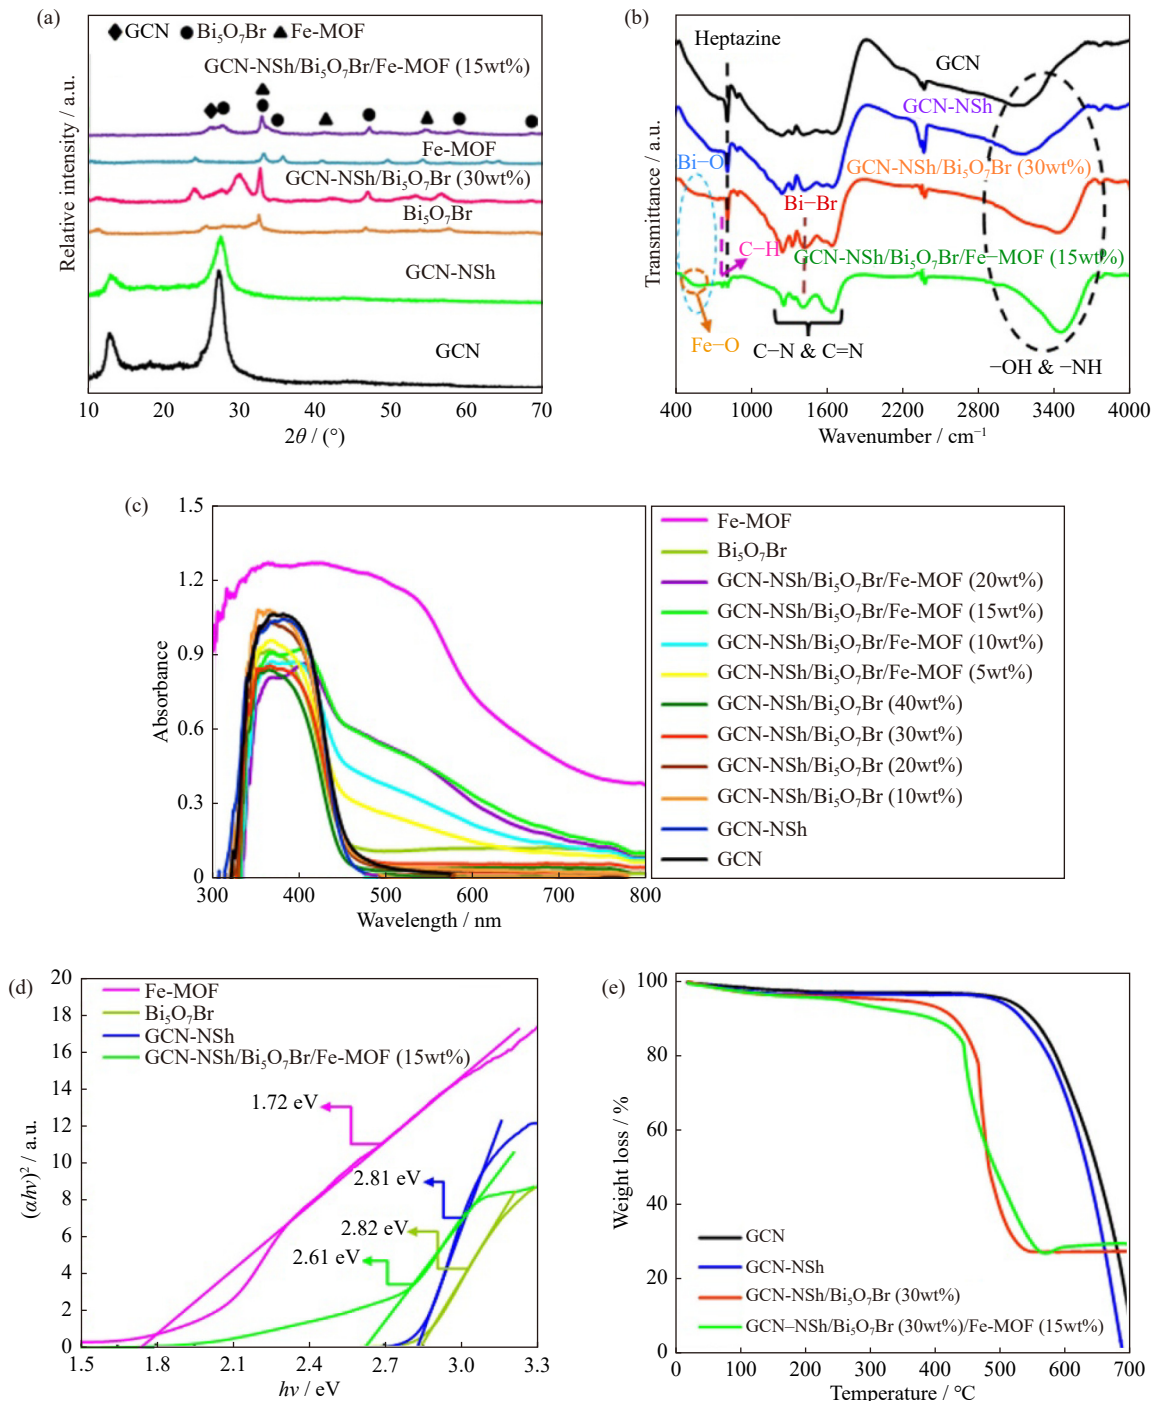 (a)
◆GCN ●Bi₅O₇Br ▲Fe-MOF
GCN-NSh/Bi₅O₇Br/Fe-MOF (15wt%)
Fe-MOF
GCN-NSh/Bi₅O₇Br (30wt%)
Bi₅O₇Br
GCN-NSh
GCN
Relative intensity / a.u.
10 20 30 40 50 60 70
2θ / (°)
(b)
Heptazine
GCN
GCN-NSh
Bi−O
GCN-NSh/Bi₅O₇Br (30wt%)
Bi−Br
C−H
GCN-NSh/Bi₅O₇Br/Fe−MOF (15wt%)
Fe−O
C−N & C=N
−OH & −NH
Transmittance / a.u.
400 1000 1600 2200 2800 3400 4000
Wavenumber / cm⁻¹
(c)
1.5
1.2
0.9
0.6
0.3
0
Absorbance
300 400 500 600 700 800
Wavelength / nm
Fe-MOF
Bi₅O₇Br
GCN-NSh/Bi₅O₇Br/Fe-MOF (20wt%)
GCN-NSh/Bi₅O₇Br/Fe-MOF (15wt%)
GCN-NSh/Bi₅O₇Br/Fe-MOF (10wt%)
GCN-NSh/Bi₅O₇Br/Fe-MOF (5wt%)
GCN-NSh/Bi₅O₇Br (40wt%)
GCN-NSh/Bi₅O₇Br (30wt%)
GCN-NSh/Bi₅O₇Br (20wt%)
GCN-NSh/Bi₅O₇Br (10wt%)
GCN-NSh
GCN
(d)
20
18
16
14
12
10
8
6
4
2
0
(αhν)² / a.u.
Fe-MOF
Bi₅O₇Br
GCN-NSh
GCN-NSh/Bi₅O₇Br/Fe-MOF (15wt%)
1.72 eV
2.81 eV
2.82 eV
2.61 eV
1.5 1.8 2.1 2.4 2.7 3.0 3.3
hν / eV
(e)
100
80
60
40
20
0
Weight loss / %
GCN
GCN-NSh
GCN-NSh/Bi₅O₇Br (30wt%)
GCN–NSh/Bi₅O₇Br (30wt%)/Fe-MOF (15wt%)
0 100 200 300 400 500 600 700
Temperature / °C